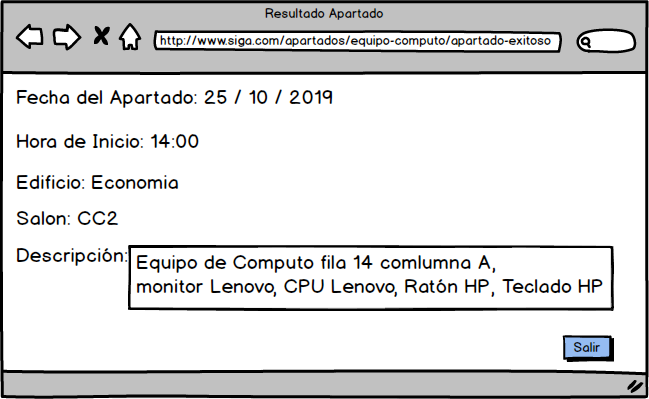 Resultado Apartado
http://www.siga.com/apartados/equipo-computo/apartado-exitoso
Fecha del Apartado: 25 / 10 / 2019
Hora de Inicio: 14:00
Edificio: Economia
Salon: CC2
Descripción:
Equipo de Computo fila 14 comlumna A,
monitor Lenovo, CPU Lenovo, Ratón HP, Teclado HP
Salir